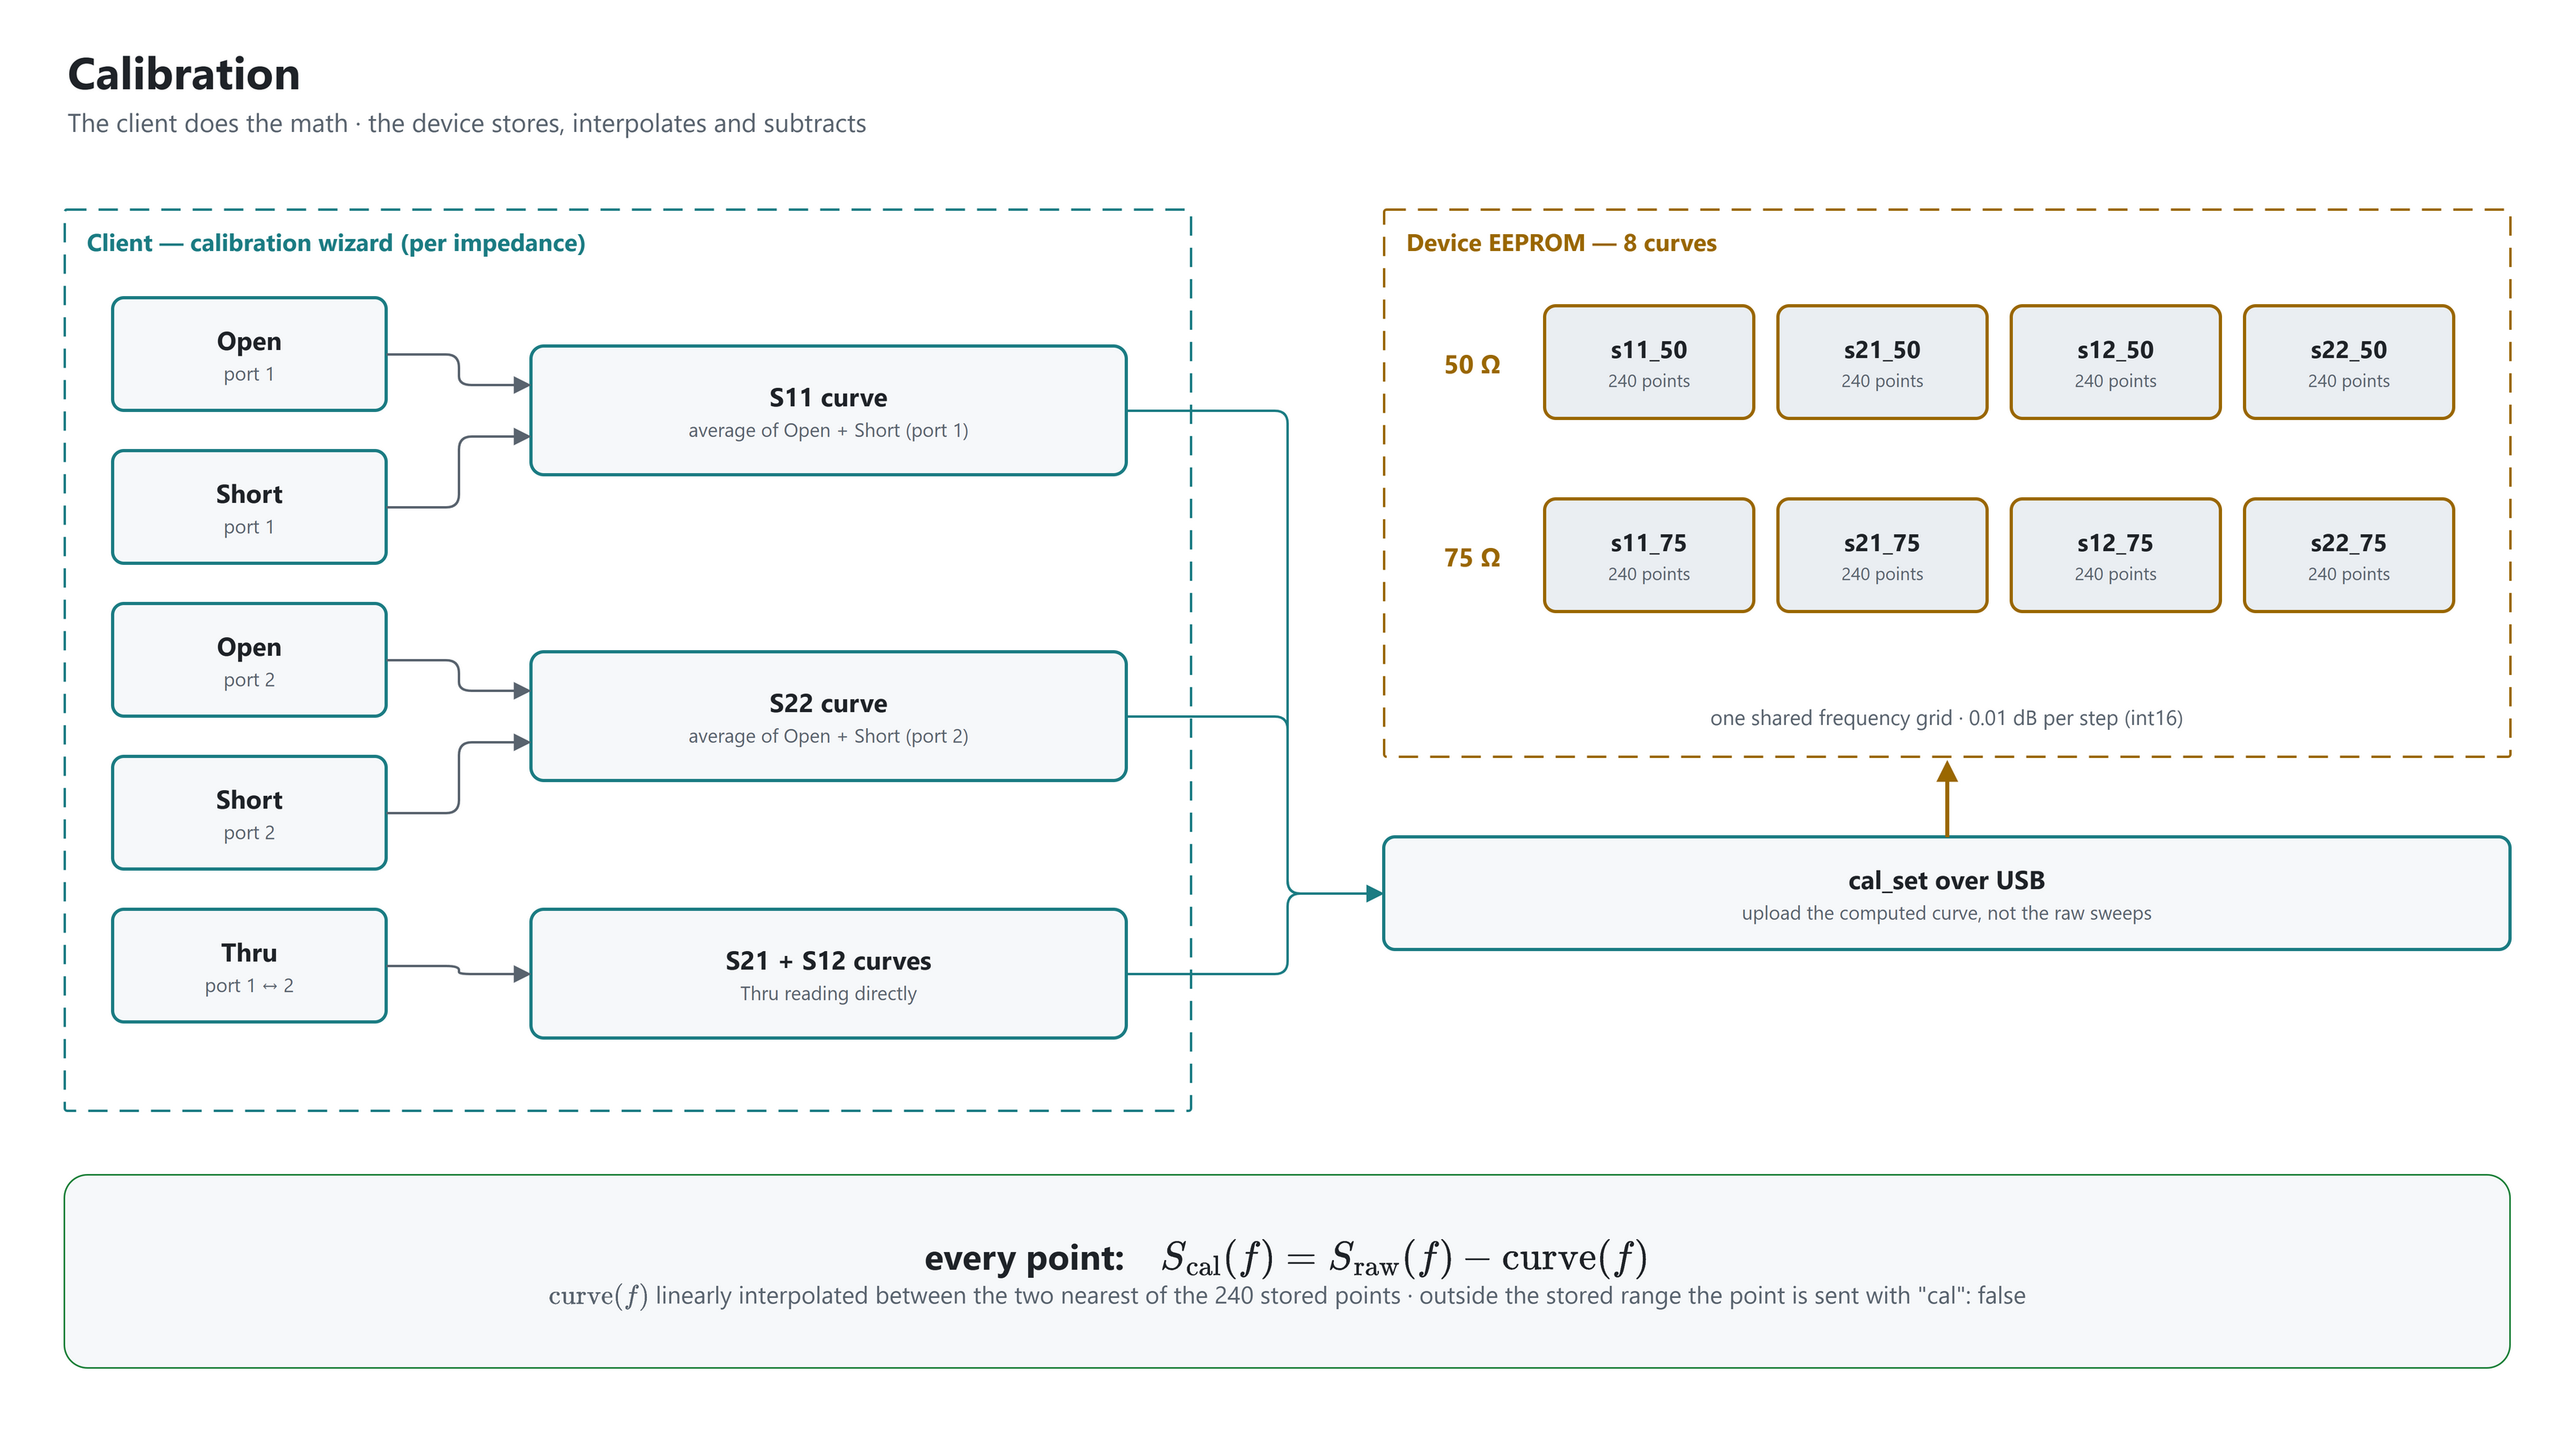 Calibration
The client does the math · the device stores, interpolates and subtracts
Client — calibration wizard (per impedance)
Open
port 1
Short
port 1
Open
port 2
Short
port 2
Thru
port 1 ↔ 2
S11 curve
average of Open + Short (port 1)
S22 curve
average of Open + Short (port 2)
S21 + S12 curves
Thru reading directly
Device EEPROM — 8 curves
50 Ω
s11_50
240 points
s21_50
240 points
s12_50
240 points
s22_50
240 points
75 Ω
s11_75
240 points
s21_75
240 points
s12_75
240 points
s22_75
240 points
one shared frequency grid · 0.01 dB per step (int16)
cal_set over USB
upload the computed curve, not the raw sweeps
every point: S_cal(f) = S_raw(f) − curve(f)
curve(f) linearly interpolated between the two nearest of the 240 stored points · outside the stored range the point is sent with "cal": false